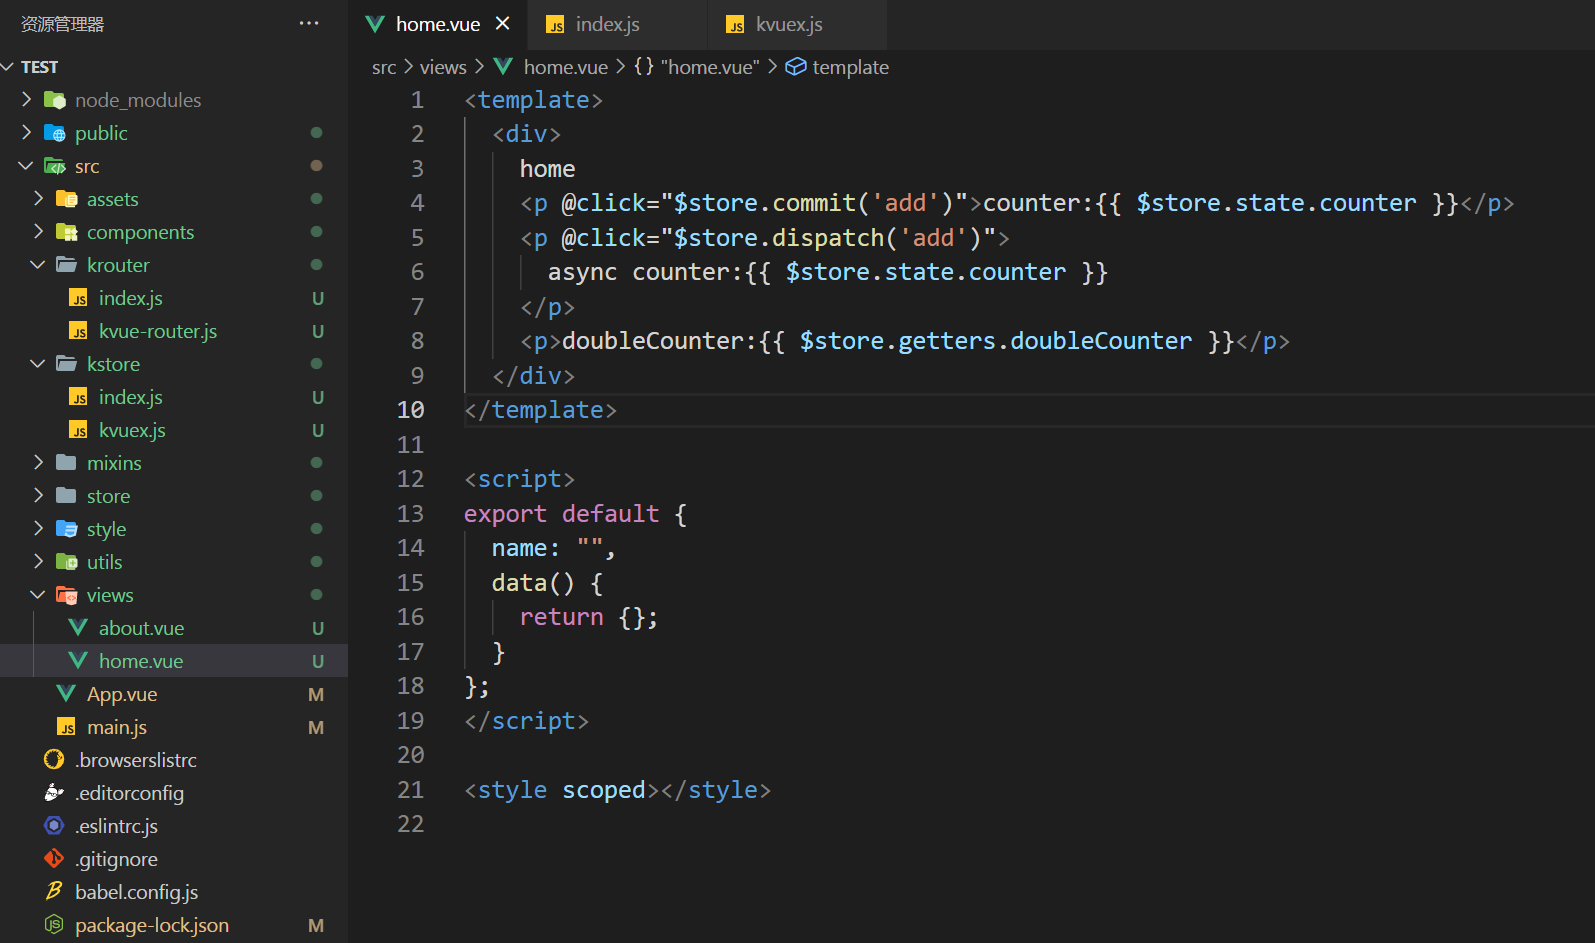 资源管理器 ···
TEST
node_modules
public
src
assets
components
krouter
index.js U
kvue-router.js U
kstore
index.js U
kvuex.js U
mixins
store
style
utils
views
about.vue U
home.vue U
App.vue M
main.js M
.browserslistrc
.editorconfig
.eslintrc.js
.gitignore
babel.config.js
package-lock.json M
home.vue × JS index.js JS kvuex.js
src > views > home.vue > {} "home.vue" > template
1 <template>
2 <div>
3 home
4 <p @click="$store.commit('add')">counter:{{ $store.state.counter }}</p>
5 <p @click="$store.dispatch('add')">
6 async counter:{{ $store.state.counter }}
7 </p>
8 <p>doubleCounter:{{ $store.getters.doubleCounter }}</p>
9 </div>
10 </template>
11
12 <script>
13 export default {
14 name: "",
15 data() {
16 return {};
17 }
18 };
19 </script>
20
21 <style scoped></style>
22